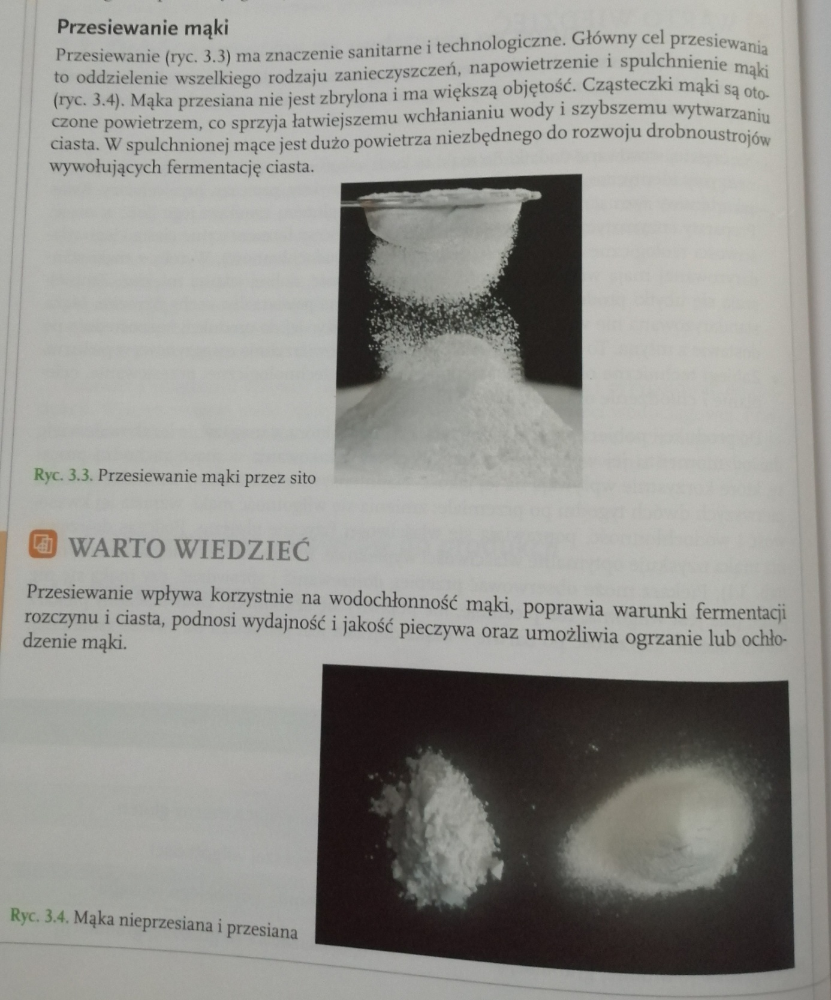 Przesiewanie mąki
Przesiewanie (ryc. 3.3) ma znaczenie sanitarne i technologiczne. Główny cel przesiewania
to oddzielenie wszelkiego rodzaju zanieczyszczeń, napowietrzenie i spulchnienie mąki
(ryc. 3.4). Mąka przesiana nie jest zbrylona i ma większą objętość. Cząsteczki mąki są oto-
czone powietrzem, co sprzyja łatwiejszemu wchłanianiu wody i szybszemu wytwarzaniu
ciasta. W spulchnionej mące jest dużo powietrza niezbędnego do rozwoju drobnoustrojów
wywołujących fermentację ciasta.
Ryc. 3.3. Przesiewanie mąki przez sito
WARTO WIEDZIEĆ
Przesiewanie wpływa korzystnie na wodochłonność mąki, poprawia warunki fermentacji
rozczynu i ciasta, podnosi wydajność i jakość pieczywa oraz umożliwia ogrzanie lub ochło-
dzenie mąki.
Ryc. 3.4. Mąka nieprzesiana i przesiana